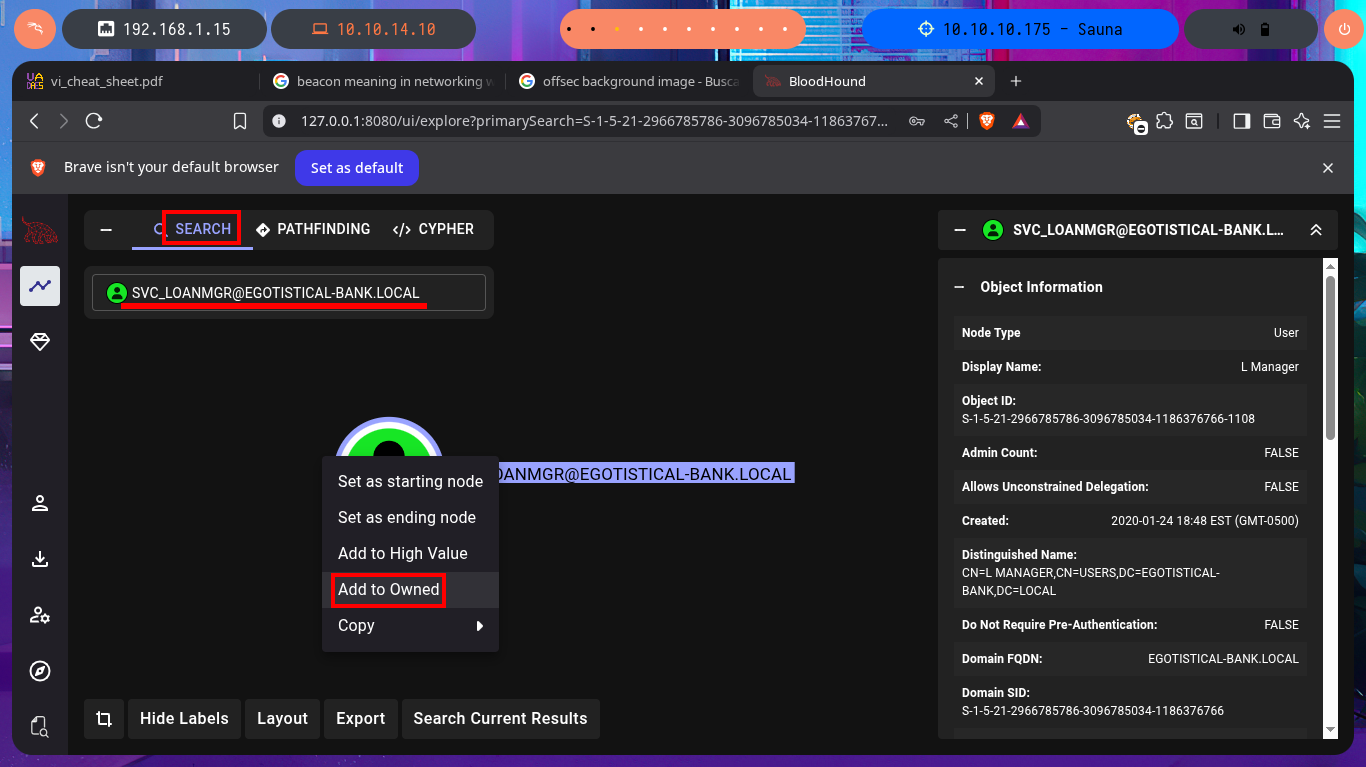 192.168.1.15
10.10.14.10
10.10.10.175 - Sauna
vi_cheat_sheet.pdf
beacon meaning in networking w
offsec background image - Busca
BloodHound
127.0.0.1:8080/ui/explore?primarySearch=S-1-5-21-2966785786-3096785034-11863767...
Brave isn't your default browser
Set as default
SEARCH
PATHFINDING
</> CYPHER
SVC_LOANMGR@EGOTISTICAL-BANK.LOCAL
OANMGR@EGOTISTICAL-BANK.LOCAL
Set as starting node
Set as ending node
Add to High Value
Add to Owned
Copy
Hide Labels
Layout
Export
Search Current Results
SVC_LOANMGR@EGOTISTICAL-BANK.L...
Object Information
Node Type User
Display Name: L Manager
Object ID:
S-1-5-21-2966785786-3096785034-1186376766-1108
Admin Count: FALSE
Allows Unconstrained Delegation: FALSE
Created: 2020-01-24 18:48 EST (GMT-0500)
Distinguished Name:
CN=L MANAGER,CN=USERS,DC=EGOTISTICAL-
BANK,DC=LOCAL
Do Not Require Pre-Authentication: FALSE
Domain FQDN: EGOTISTICAL-BANK.LOCAL
Domain SID:
S-1-5-21-2966785786-3096785034-1186376766